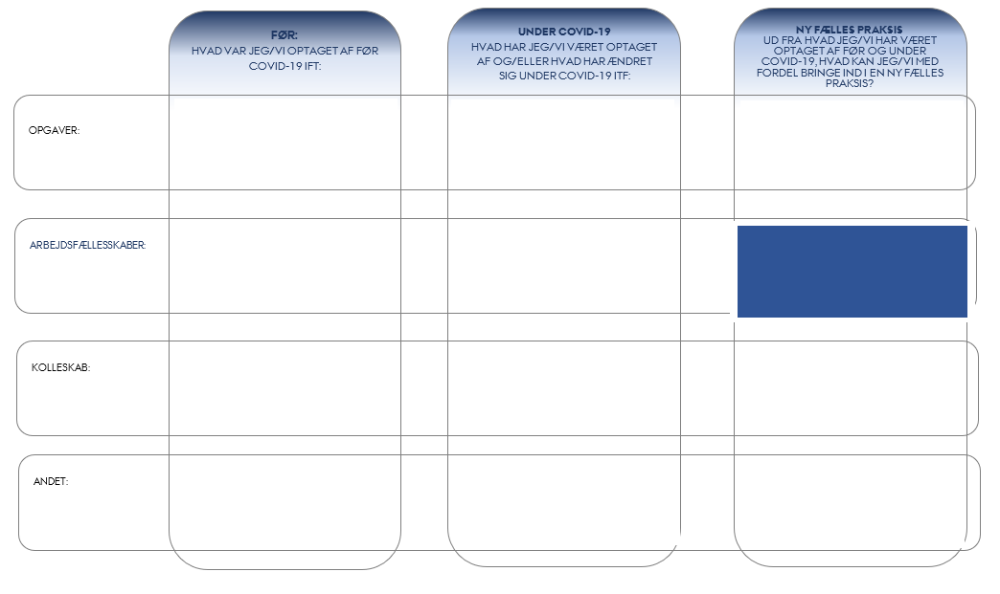 FØR:
HVAD VAR JEG/VI OPTAGET AF FØR
COVID-19 IFT:
UNDER COVID-19
HVAD HAR JEG/VI VÆRET OPTAGET
AF OG/ELLER HVAD HAR ÆNDRET
SIG UNDER COVID-19 ITF:
NY FÆLLES PRAKSIS
UD FRA HVAD JEG/VI HAR VÆRET
OPTAGET AF FØR OG UNDER
COVID-19, HVAD KAN JEG/VI MED
FORDEL BRINGE IND I EN NY FÆLLES
PRAKSIS?
OPGAVER:
ARBEJDSFÆLLESSKABER:
KOLLESKAB:
ANDET: